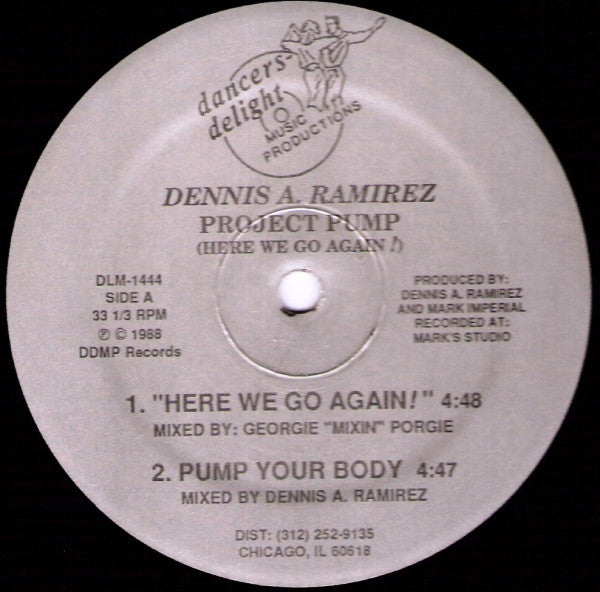 dancers-
delight
MUSIC
PRODUCTIONS
DENNIS A. RAMIREZ
PROJECT PUMP
(HERE WE GO AGAIN!)
DLM-1444
SIDE A
33 1/3 RPM
℗ © 1988
DDMP Records
PRODUCED BY:
DENNIS A. RAMIREZ
AND MARK IMPERIAL
RECORDED AT:
MARK'S STUDIO
1. "HERE WE GO AGAIN!" 4:48
MIXED BY: GEORGIE "MIXIN" PORGIE
2. PUMP YOUR BODY 4:47
MIXED BY DENNIS A. RAMIREZ
DIST: (312) 252-9135
CHICAGO, IL 60618